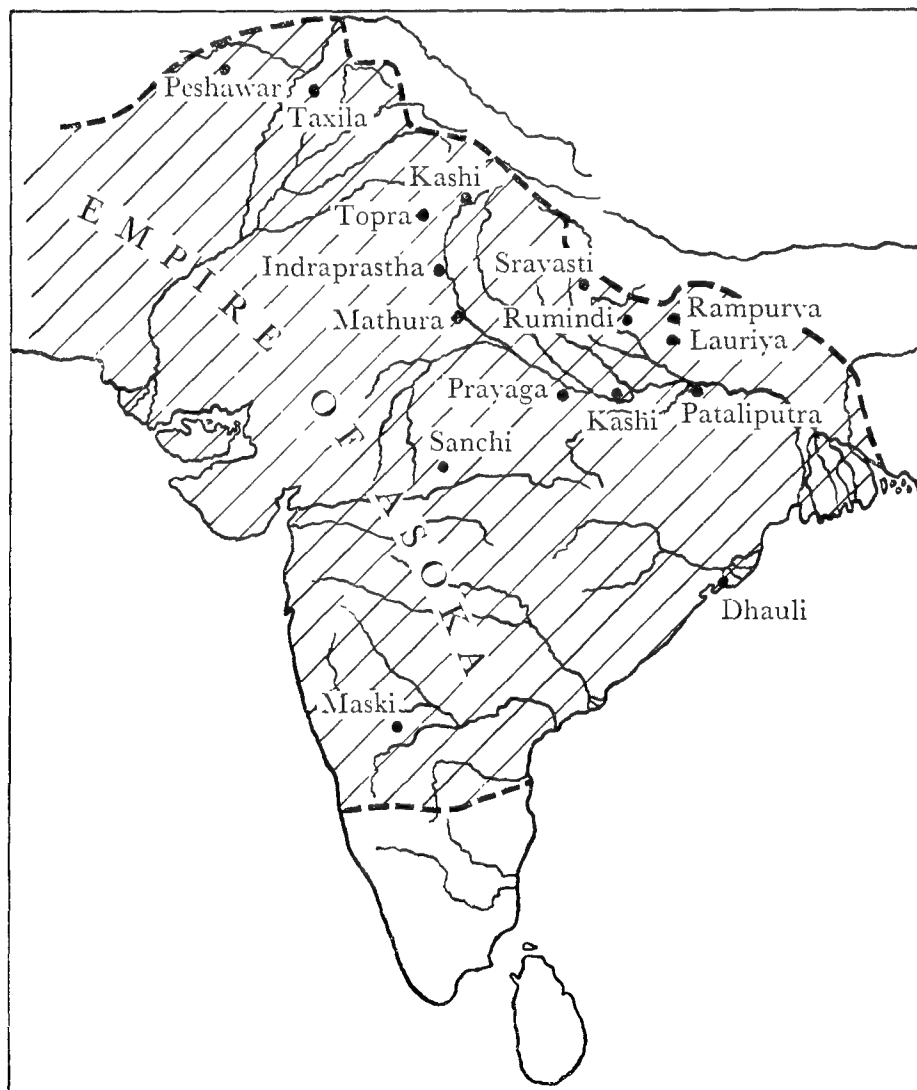 Peshawar
Taxila
Kashi
Topra
EMPIRE OF ASOKA
Indraprastha
Sravasti
Mathura
Rumindi
Rampurva
Lauriya
Prayaga
Kashi
Pataliputra
Sanchi
Dhauli
Maski